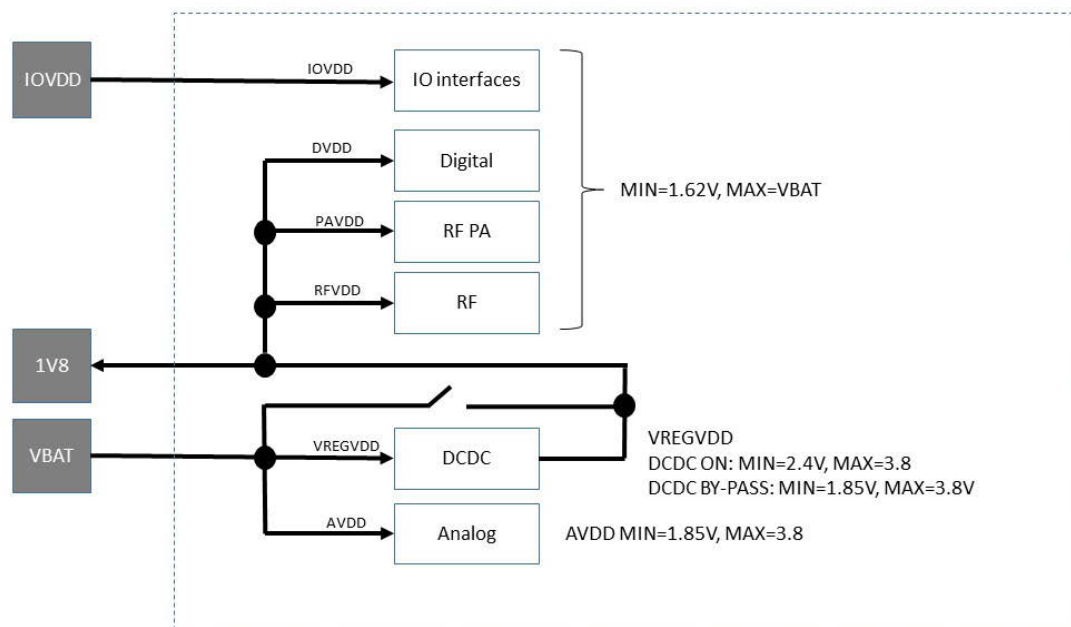 IOVDD
IOVDD
IO interfaces
DVDD
Digital
MIN=1.62V, MAX=VBAT
PAVDD
RF PA
RFVDD
RF
1V8
VBAT
VREGVDD
DCDC
VREGVDD
DCDC ON: MIN=2.4V, MAX=3.8
DCDC BY-PASS: MIN=1.85V, MAX=3.8V
AVDD
Analog
AVDD MIN=1.85V, MAX=3.8